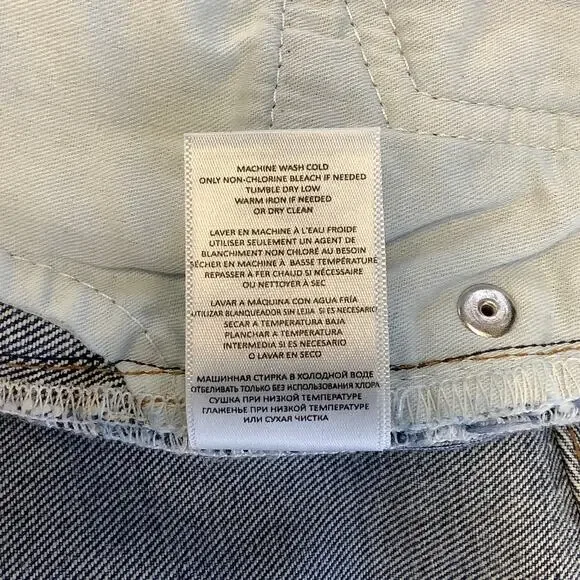 MACHINE WASH COLD
ONLY NON-CHLORINE BLEACH IF NEEDED
TUMBLE DRY LOW
WARM IRON IF NEEDED
OR DRY CLEAN
LAVER EN MACHINE À L'EAU FROIDE
UTILISER SEULEMENT UN AGENT DE
BLANCHIMENT NON CHLORÉ AU BESOIN
SÉCHER EN MACHINE À BASSE TEMPÉRATURE
REPASSER À FER CHAUD SI NÉCESSAIRE
OU NETTOYER À SEC
LAVAR A MÁQUINA CON AGUA FRÍA
UTILIZAR BLANQUEADOR SIN LEJIA SI ES NECESARIO
SECAR A TEMPERATURA BAJA
PLANCHAR A TEMPERATURA
INTERMEDIA SI ES NECESARIO
O LAVAR EN SECO
МАШИННАЯ СТИРКА В ХОЛОДНОЙ ВОДЕ
ОТБЕЛИВАТЬ ТОЛЬКО БЕЗ ИСПОЛЬЗОВАНИЯ ХЛОРА
СУШКА ПРИ НИЗКОЙ ТЕМПЕРАТУРЕ
ГЛАЖЕНЬЕ ПРИ НИЗКОЙ ТЕМПЕРАТУРЕ
ИЛИ СУХАЯ ЧИСТКА